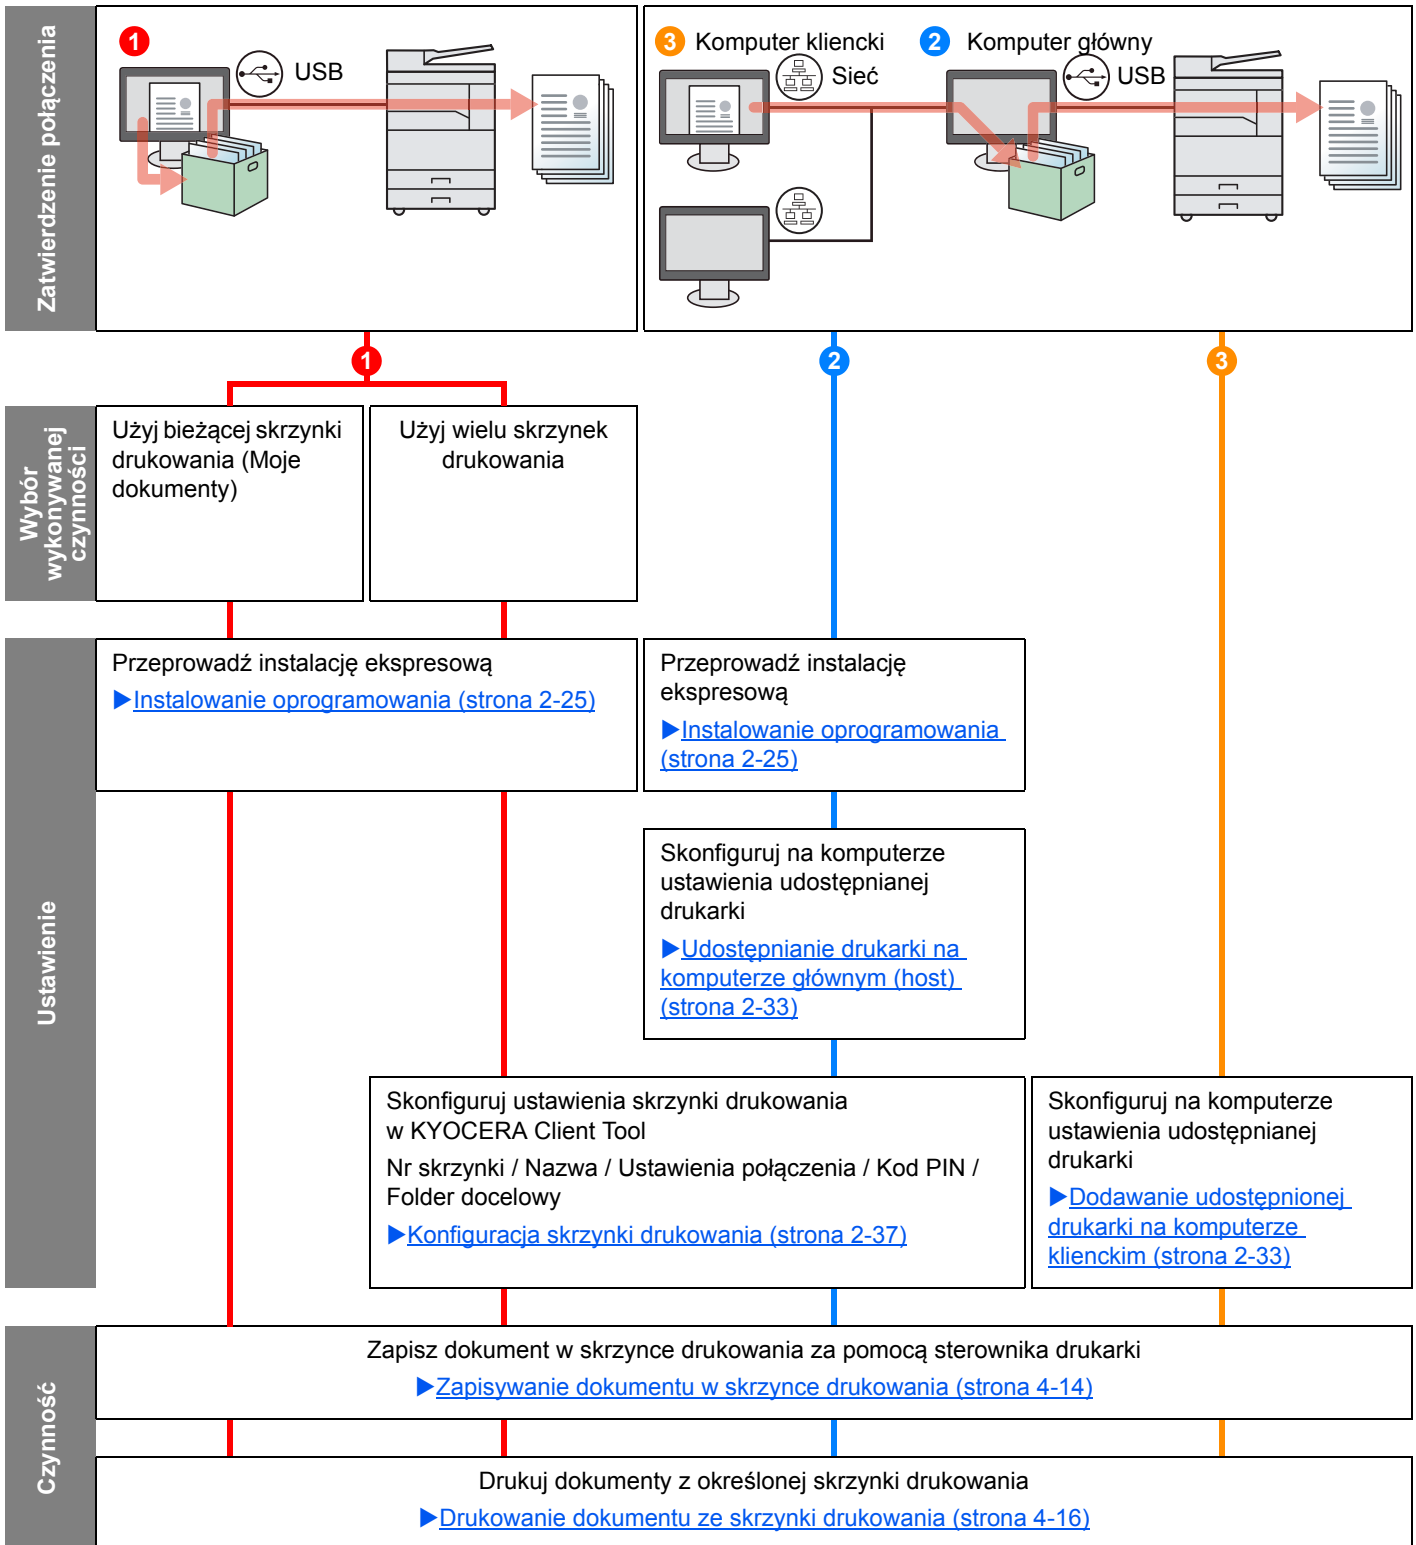 Zatwierdzenie połączenia
1
USB
3 Komputer kliencki
Sieć
2 Komputer główny
USB
1
2
3
Wybór
wykonywanej
czynności
Użyj bieżącej skrzynki
drukowania (Moje
dokumenty)
Użyj wielu skrzynek
drukowania
Ustawienie
Przeprowadź instalację ekspresową
▶Instalowanie oprogramowania (strona 2-25)
Przeprowadź instalację
ekspresową
▶Instalowanie oprogramowania
(strona 2-25)
Skonfiguruj na komputerze
ustawienia udostępnianej
drukarki
▶Udostępnianie drukarki na
komputerze głównym (host)
(strona 2-33)
Skonfiguruj ustawienia skrzynki drukowania
w KYOCERA Client Tool
Nr skrzynki / Nazwa / Ustawienia połączenia / Kod PIN /
Folder docelowy
▶Konfiguracja skrzynki drukowania (strona 2-37)
Skonfiguruj na komputerze
ustawienia udostępnianej
drukarki
▶Dodawanie udostępnionej
drukarki na komputerze
klienckim (strona 2-33)
Czynność
Zapisz dokument w skrzynce drukowania za pomocą sterownika drukarki
▶Zapisywanie dokumentu w skrzynce drukowania (strona 4-14)
Drukuj dokumenty z określonej skrzynki drukowania
▶Drukowanie dokumentu ze skrzynki drukowania (strona 4-16)